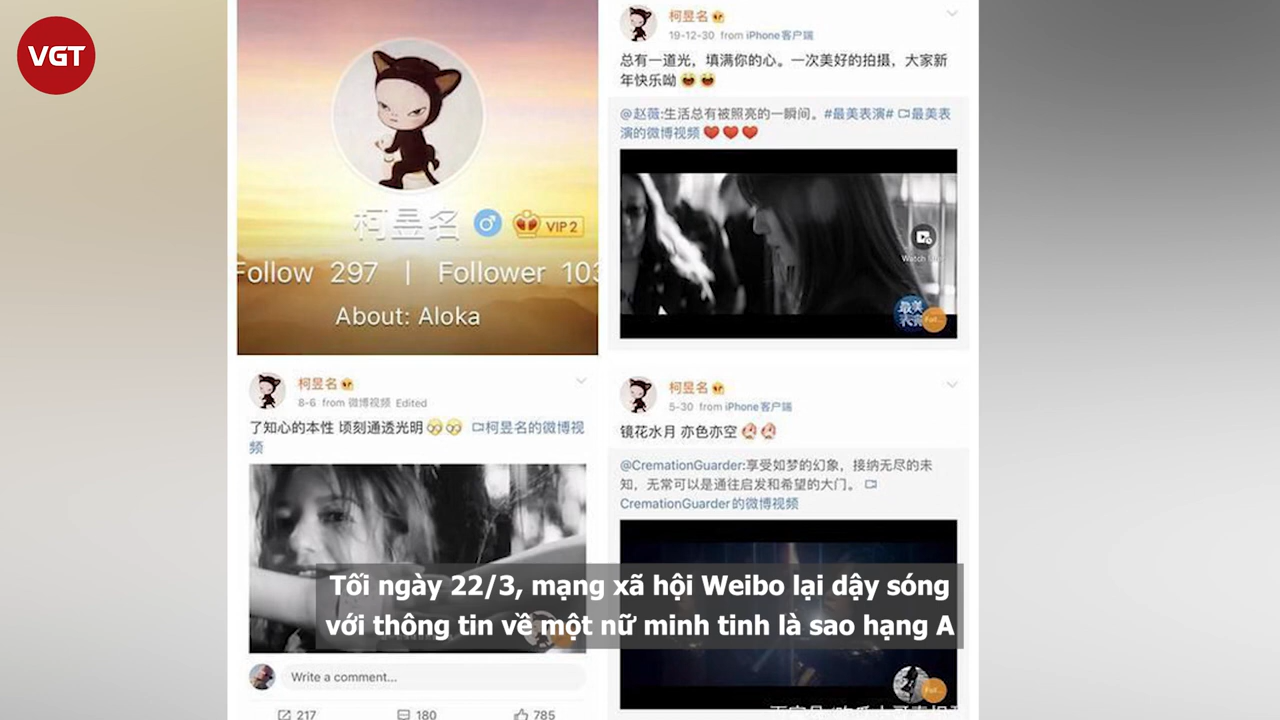 VGT
柯昱名
VIP 2
Follow 297 | Follower 103
About: Aloka
柯昱名
19-12-30 from iPhone客户端
总有一道光，填满你的心。一次美好的拍摄，大家新
年快乐呦
@赵薇:生活总有被照亮的一瞬间。#最美表演# 最美表
演的微博视频
最美
表演
柯昱名
8-6 from 微博视频 Edited
了知心的本性 顷刻通透光明 柯昱名的微博视
频
Write a comment...
217 180 785
柯昱名
5-30 from iPhone客户端
镜花水月 亦色亦空
@CremationGuarder:享受如梦的幻象，接纳无尽的未
知，无常可以是通往启发和希望的大门。
CremationGuarder的微博视频
Tối ngày 22/3, mạng xã hội Weibo lại dậy sóng
với thông tin về một nữ minh tinh là sao hạng A